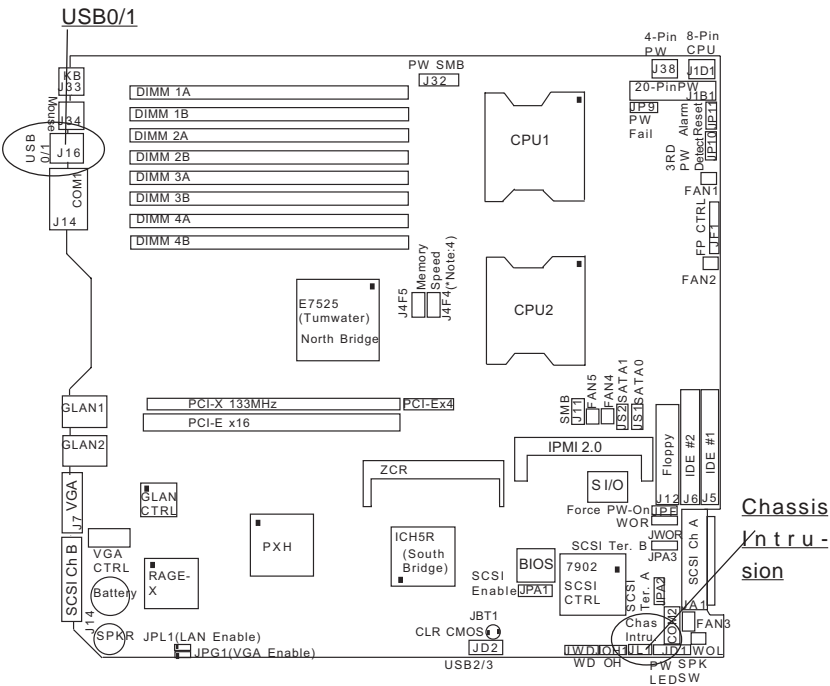 USB0/1
4-Pin PW
8-Pin CPU
PW SMB
J32
J38
J1D1
20-PinPW
J1B1
KB
J33
Mouse
J34
USB 0/1
J16
COM1
J14
DIMM 1A
DIMM 1B
DIMM 2A
DIMM 2B
DIMM 3A
DIMM 3B
DIMM 4A
DIMM 4B
CPU1
JP9
PW Fail
Alarm Reset
JP11
3RD PW Detect
JP10
FAN1
FP CTRL
JF1
FAN2
E7525
(Tumwater)
North Bridge
J4F5
Memory Speed
J4F4(*Note:4)
CPU2
GLAN1
GLAN2
PCI-X 133MHz
PCI-Ex4
PCI-E x16
SMB
J11
FAN5
FAN4
JS2
SATA1
JS1
SATA0
Floppy
J12
IDE #2
J6
IDE #1
J5
IPMI 2.0
ZCR
S I/O
J7 VGA
GLAN CTRL
PXH
ICH5R
(South Bridge)
Force PW-On
JPF
WOR
JWOR
SCSI Ter. B
JPA3
SCSI Ch A
JA1
Chassis
Intru-
sion
VGA CTRL
SCSI Ch B
J14
Battery
RAGE-
X
BIOS
SCSI Enable
JPA1
7902
SCSI
CTRL
SCSI Ter. A
JPA2
SPKR
JPL1(LAN Enable)
JPG1(VGA Enable)
JBT1
CLR CMOS
JD2
USB2/3
COM2
FAN3
Chas Intru.
JWD
JOH1
JL1
JD1
WOL
WD
OH
PW LED
SPK SW